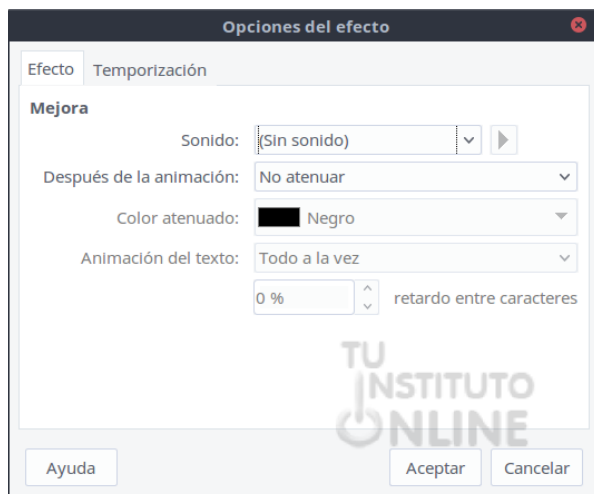 Opciones del efecto
Efecto Temporización
Mejora
Sonido: (Sin sonido)
Después de la animación: No atenuar
Color atenuado: Negro
Animación del texto: Todo a la vez
0 % retardo entre caracteres
TU
INSTITUTO
ONLINE
Ayuda Aceptar Cancelar